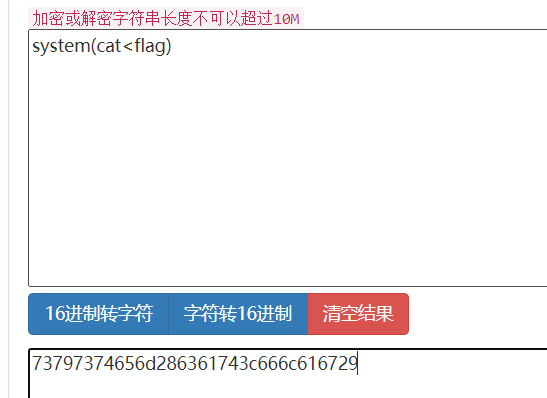 加密或解密字符串长度不可以超过10M
system(cat<flag)
16进制转字符 字符转16进制 清空结果
73797374656d286361743c666c616729